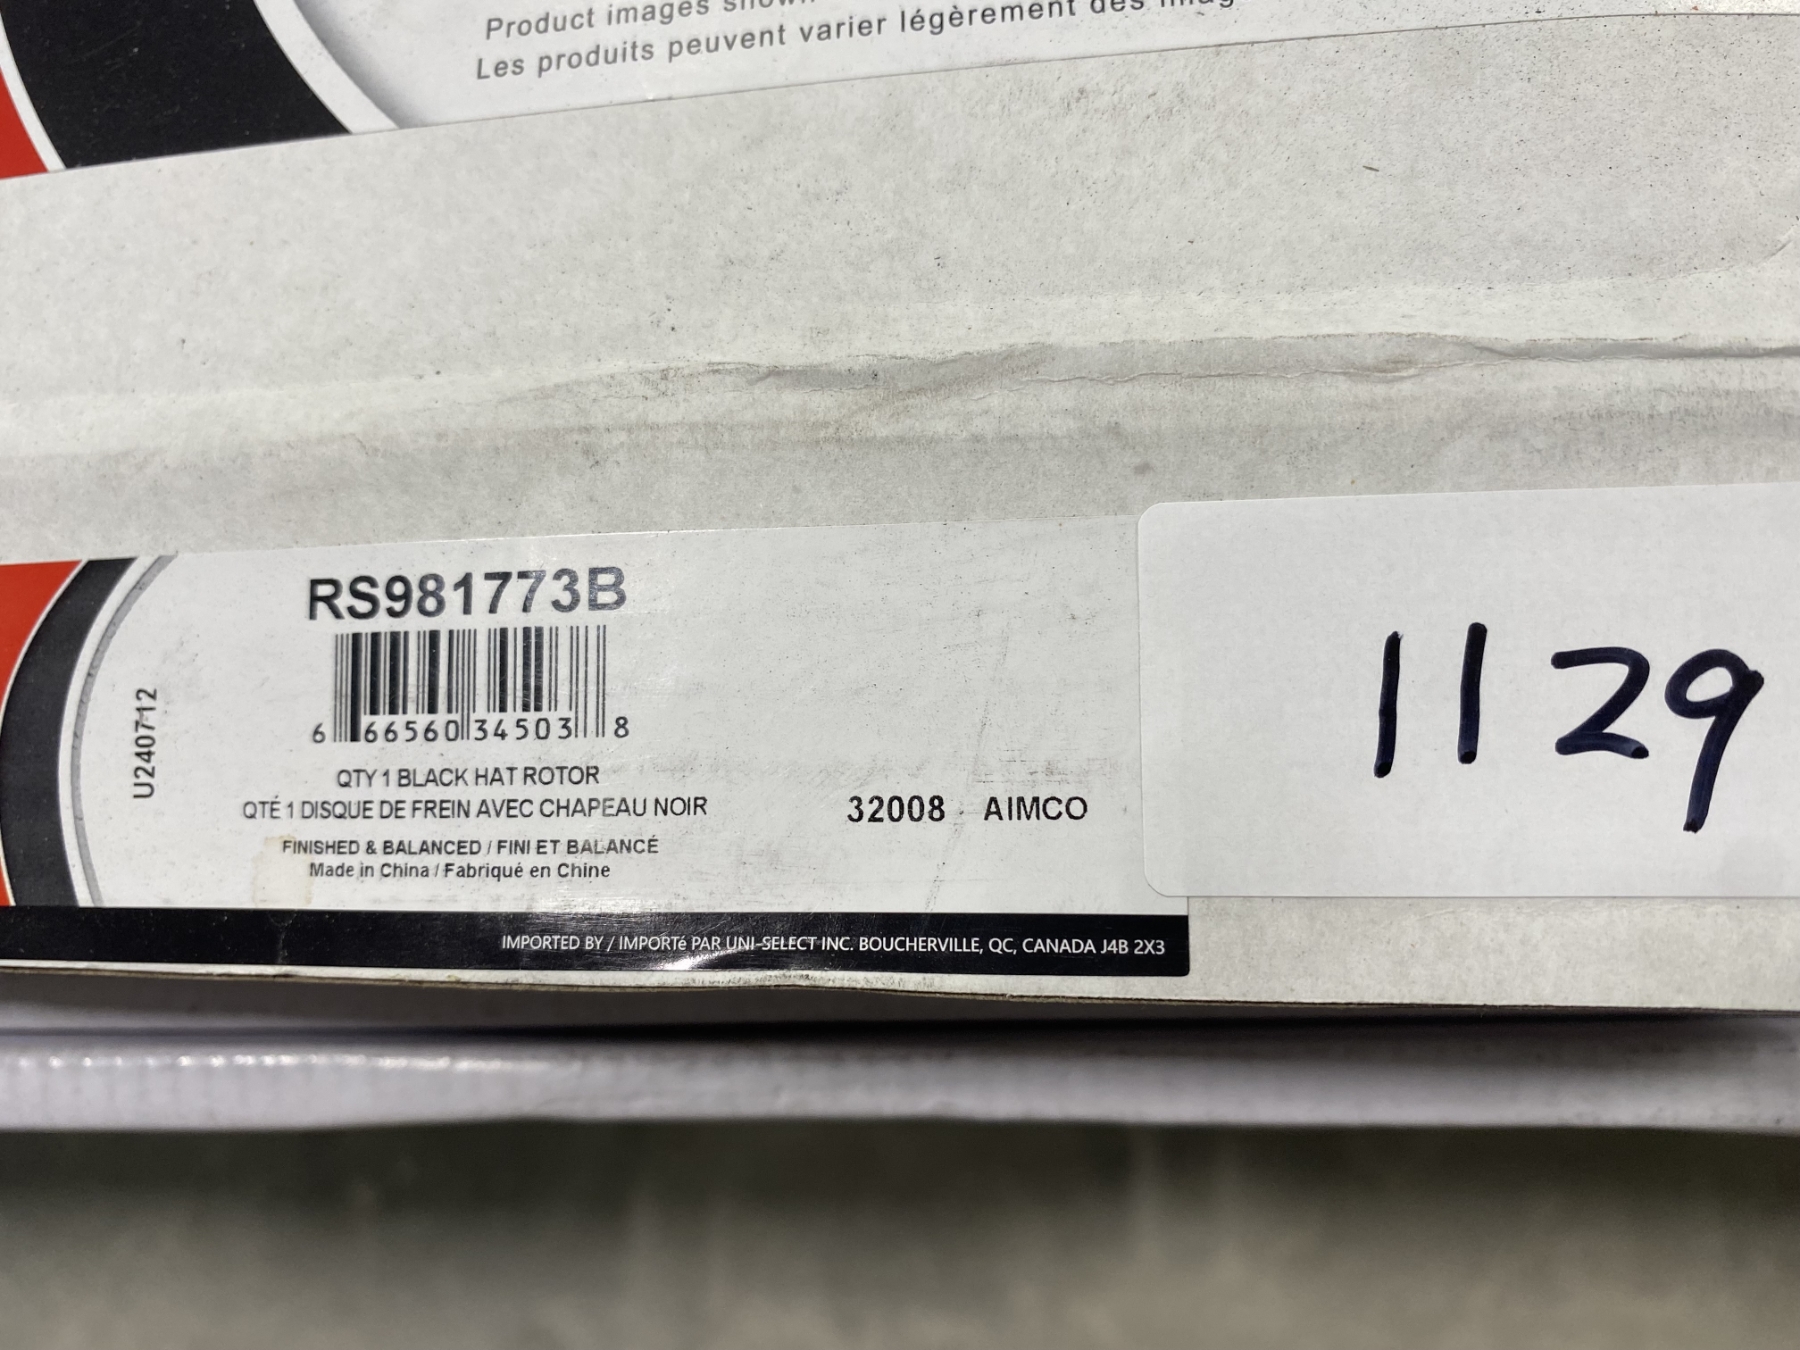 Product images
Les produits peuvent varier légèrement des
RS981773B
6 66560 34503 8
U240712
QTY 1 BLACK HAT ROTOR
QTÉ 1 DISQUE DE FREIN AVEC CHAPEAU NOIR
32008 AIMCO
FINISHED & BALANCED / FINI ET BALANCÉ
Made in China / Fabriqué en Chine
IMPORTED BY / IMPORTé PAR UNI-SELECT INC. BOUCHERVILLE, QC, CANADA J4B 2X3
1129